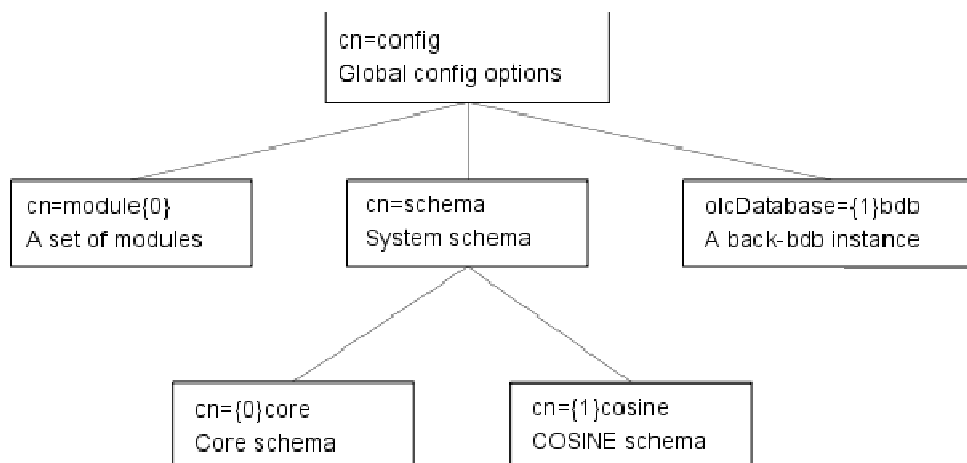 cn=config
Global config options
cn=module{0}
A set of modules
cn=schema
System schema
olcDatabase={1}bdb
A back-bdb instance
cn={0}core
Core schema
cn={1}cosine
COSINE schema